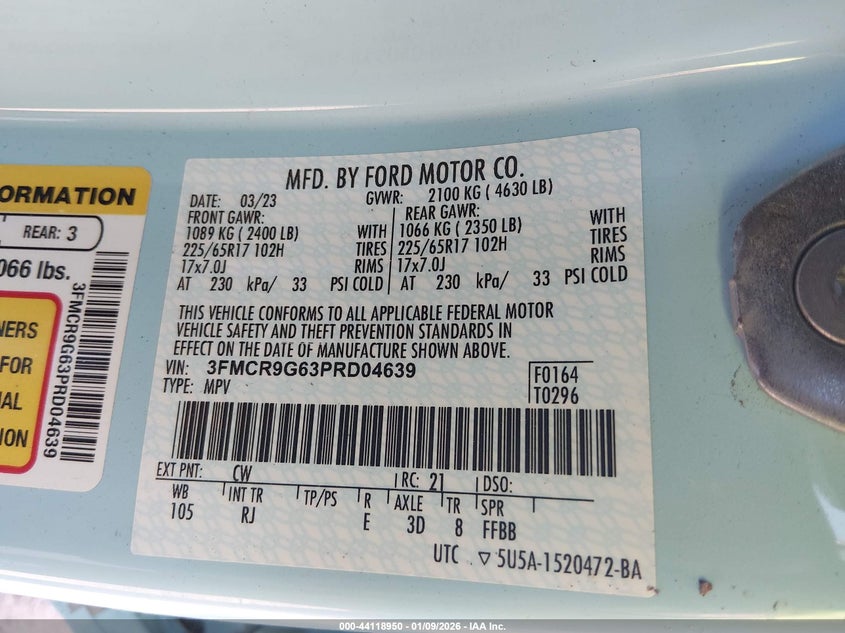 ORMATION
REAR: 3
066 lbs.
NERS
FOR
IAL
ION
3FMCR9G63PRD04639
MFD. BY FORD MOTOR CO.
DATE: 03/23 GVWR: 2100 KG ( 4630 LB)
FRONT GAWR: REAR GAWR:
1089 KG ( 2400 LB) WITH 1066 KG ( 2350 LB) WITH
225/65R17 102H TIRES 225/65R17 102H TIRES
17x7.0J RIMS 17x7.0J RIMS
AT 230 kPa/ 33 PSI COLD AT 230 kPa/ 33 PSI COLD
THIS VEHICLE CONFORMS TO ALL APPLICABLE FEDERAL MOTOR
VEHICLE SAFETY AND THEFT PREVENTION STANDARDS IN
EFFECT ON THE DATE OF MANUFACTURE SHOWN ABOVE.
VIN: 3FMCR9G63PRD04639
TYPE: MPV
F0164
T0296
EXT PNT: CW RC: 21 DSO:
WB INT TR TP/PS R AXLE TR SPR
105 RJ E 3D 8 FFBB
UTC ▽ 5U5A-1520472-BA
000-44118950 - 01/09/2026 - IAA Inc.